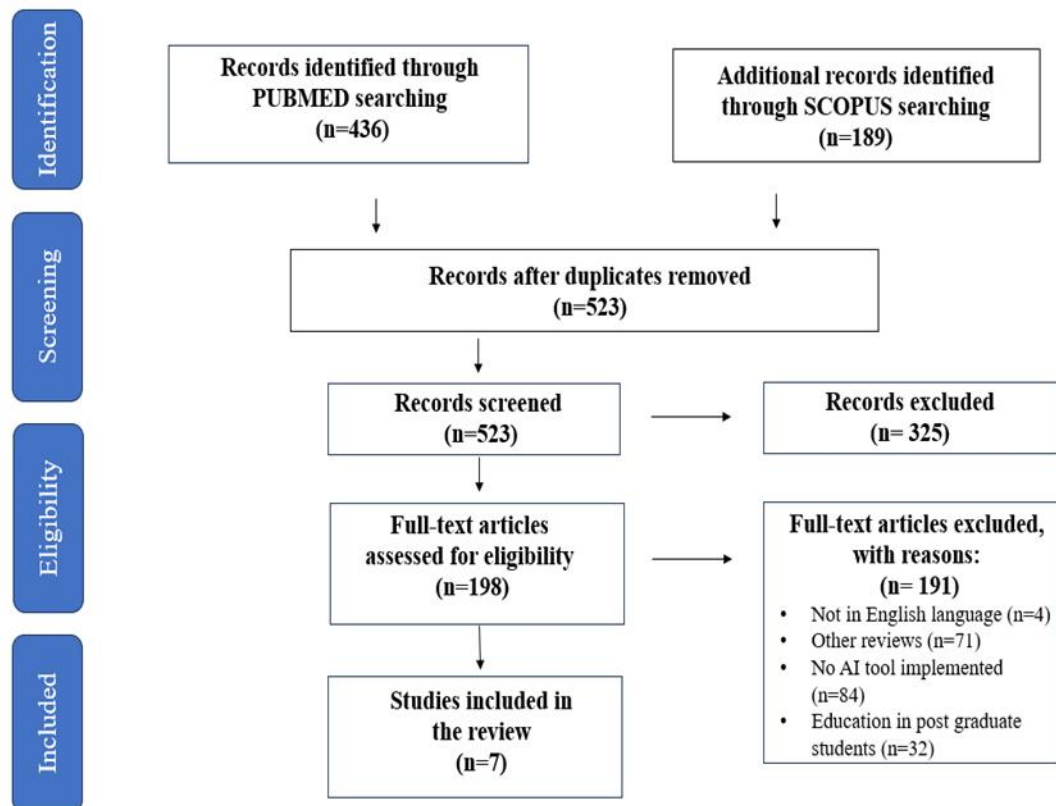 Identification
Records identified through
PUBMED searching
(n=436)
Additional records identified
through SCOPUS searching
(n=189)
Screening
Records after duplicates removed
(n=523)
Records screened
(n=523)
Records excluded
(n= 325)
Eligibility
Full-text articles
assessed for eligibility
(n=198)
Full-text articles excluded,
with reasons:
(n= 191)
• Not in English language (n=4)
• Other reviews (n=71)
• No AI tool implemented
(n=84)
• Education in post graduate
students (n=32)
Included
Studies included in
the review
(n=7)